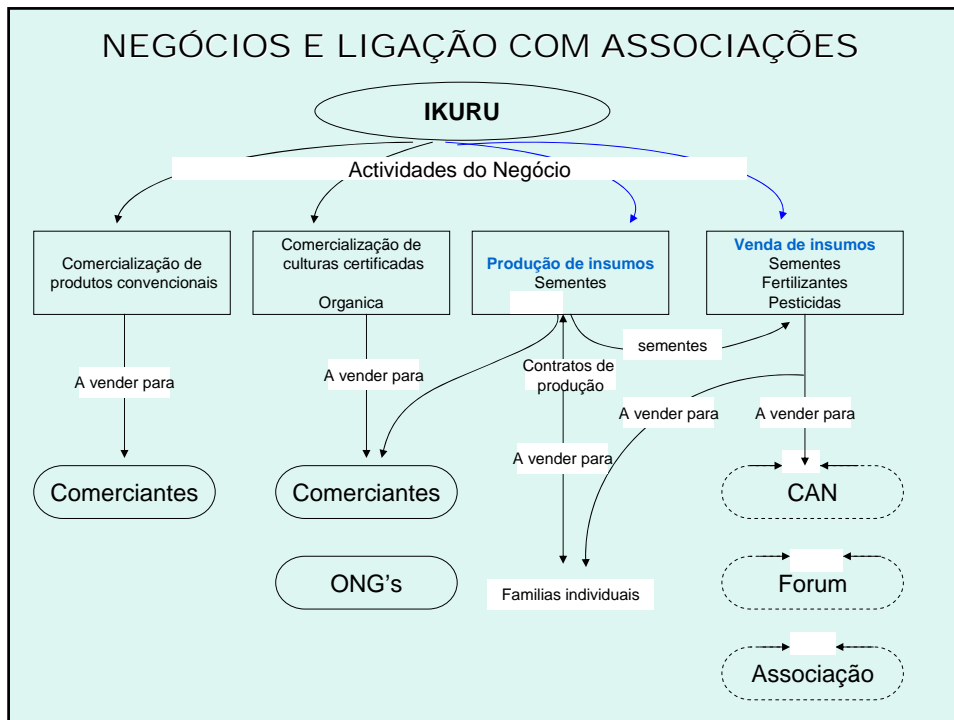 NEGÓCIOS E LIGAÇÃO COM ASSOCIAÇÕES
IKURU
Actividades do Negócio
Comercialização de
produtos convencionais
Comercialização de
culturas certificadas
Organica
Produção de insumos
Sementes
Venda de insumos
Sementes
Fertilizantes
Pesticidas
sementes
A vender para
A vender para
Contratos de
produção
A vender para
A vender para
A vender para
Comerciantes
Comerciantes
CAN
ONG's
Familias individuais
Forum
Associação